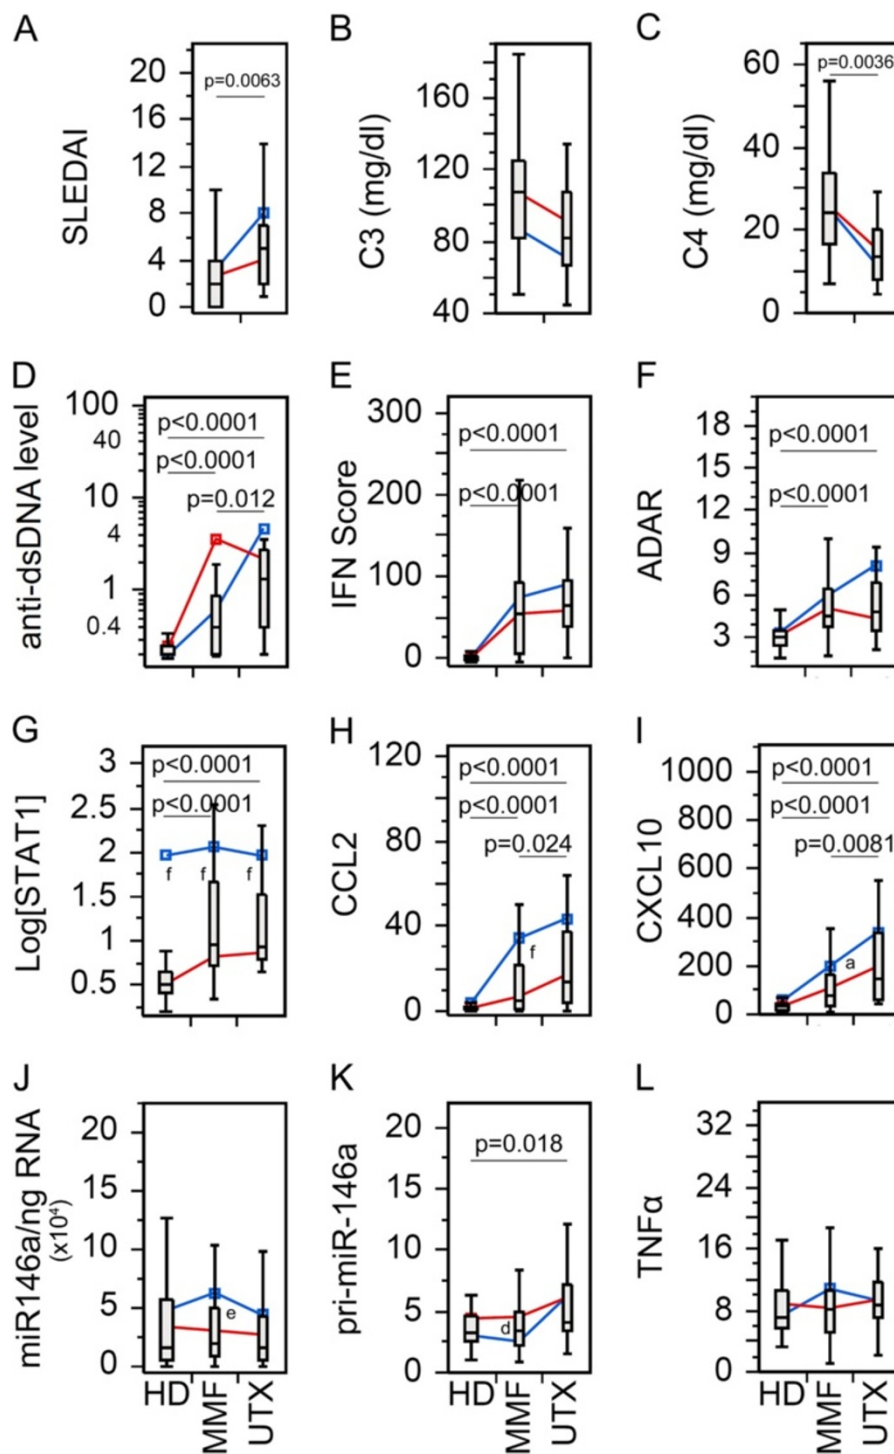 A
SLEDAI
20
16
12
8
4
0
p=0.0063
B
C3 (mg/dl)
160
120
80
40
C
C4 (mg/dl)
60
40
20
0
p=0.0036
D
anti-dsDNA level
100
40
10
4
1
0.4
p<0.0001
p<0.0001
p=0.012
E
IFN Score
300
200
100
0
p<0.0001
p<0.0001
F
ADAR
18
15
12
9
6
3
p<0.0001
p<0.0001
G
Log[STAT1]
3
2.5
2
1.5
1
0.5
p<0.0001
p<0.0001
f
f
f
H
CCL2
120
80
40
0
p<0.0001
p<0.0001
p=0.024
f
I
CXCL10
1000
800
600
400
200
0
p<0.0001
p<0.0001
p=0.0081
a
J
miR146a/ng RNA
(x10⁴)
20
15
10
5
0
e
HD
MMF
UTX
K
pri-miR-146a
20
15
10
5
0
p=0.018
d
HD
MMF
UTX
L
TNFα
32
24
16
8
0
HD
MMF
UTX